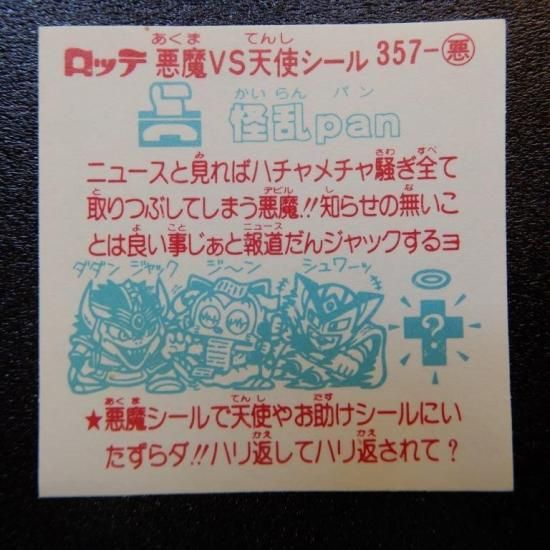 ロッテ 悪魔VS天使シール 357-悪
怪乱pan
ニュースと見ればハチャメチャ騒ぎ全て
取りつぶししてしまう悪魔!!知らせの無いこ
とは良い事じぁと報道だんジャックするヨ
ダダン ジャック ジ〜ン シュワーッ
?
★悪魔シールで天使やお助けシールにい
たずらダ!!ハリ返してハリ返されて?